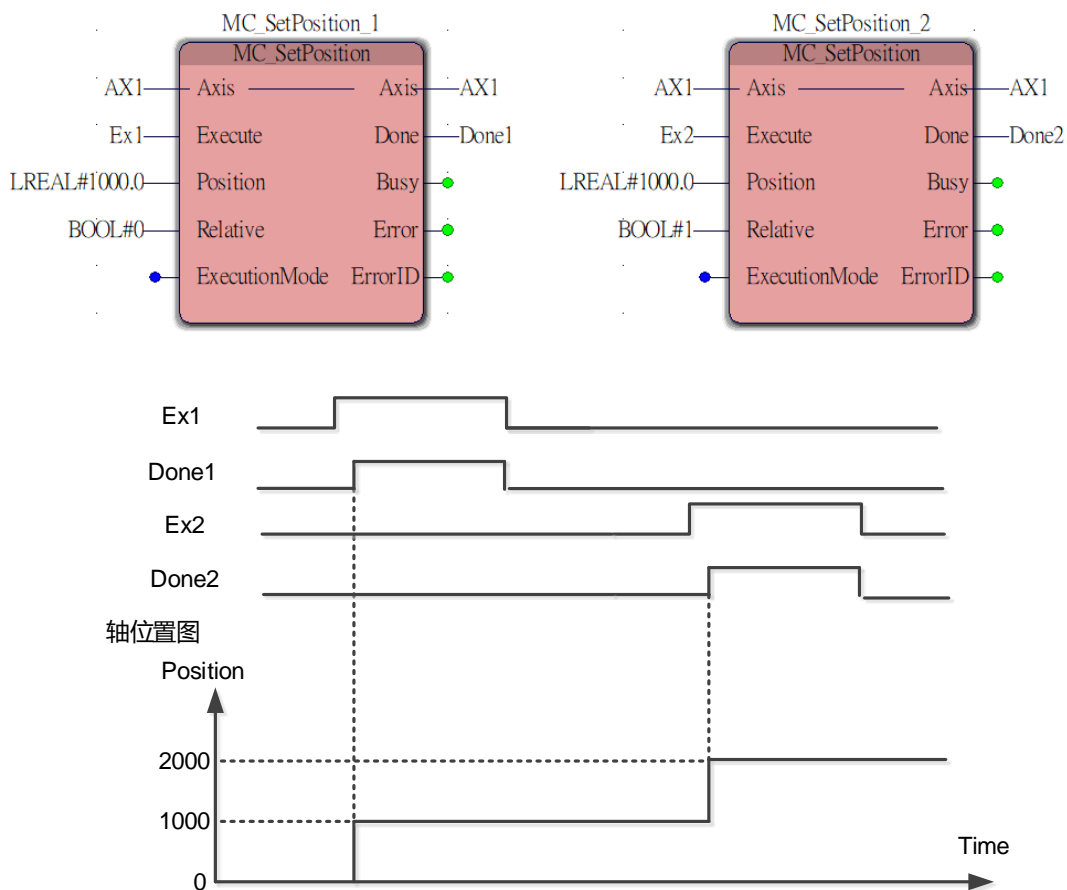 MC_SetPosition_1
MC_SetPosition
AX1 Axis Axis AX1
Ex1 Execute Done Done1
LREAL#1000.0 Position Busy
BOOL#0 Relative Error
ExecutionMode ErrorID
MC_SetPosition_2
MC_SetPosition
AX1 Axis Axis AX1
Ex2 Execute Done Done2
LREAL#1000.0 Position Busy
BOOL#1 Relative Error
ExecutionMode ErrorID
Ex1
Done1
Ex2
Done2
轴位置图
Position
2000
1000
Time
0